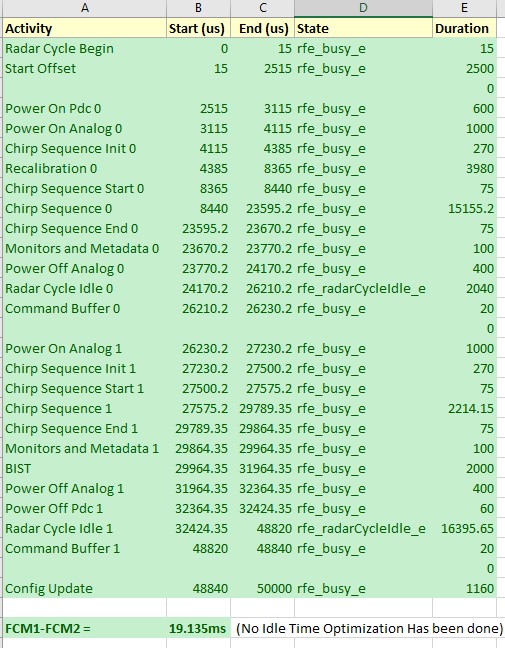 A B C D E
Activity Start (us) End (us) State Duration
Radar Cycle Begin 0 15 rfe_busy_e 15
Start Offset 15 2515 rfe_busy_e 2500
0
Power On Pdc 0 2515 3115 rfe_busy_e 600
Power On Analog 0 3115 4115 rfe_busy_e 1000
Chirp Sequence Init 0 4115 4385 rfe_busy_e 270
Recalibration 0 4385 8365 rfe_busy_e 3980
Chirp Sequence Start 0 8365 8440 rfe_busy_e 75
Chirp Sequence 0 8440 23595.2 rfe_busy_e 15155.2
Chirp Sequence End 0 23595.2 23670.2 rfe_busy_e 75
Monitors and Metadata 0 23670.2 23770.2 rfe_busy_e 100
Power Off Analog 0 23770.2 24170.2 rfe_busy_e 400
Radar Cycle Idle 0 24170.2 26210.2 rfe_radarCycleIdle_e 2040
Command Buffer 0 26210.2 26230.2 rfe_busy_e 20
0
Power On Analog 1 26230.2 27230.2 rfe_busy_e 1000
Chirp Sequence Init 1 27230.2 27500.2 rfe_busy_e 270
Chirp Sequence Start 1 27500.2 27575.2 rfe_busy_e 75
Chirp Sequence 1 27575.2 29789.35 rfe_busy_e 2214.15
Chirp Sequence End 1 29789.35 29864.35 rfe_busy_e 75
Monitors and Metadata 1 29864.35 29964.35 rfe_busy_e 100
BIST 29964.35 31964.35 rfe_busy_e 2000
Power Off Analog 1 31964.35 32364.35 rfe_busy_e 400
Power Off Pdc 1 32364.35 32424.35 rfe_busy_e 60
Radar Cycle Idle 1 32424.35 48820 rfe_radarCycleIdle_e 16395.65
Command Buffer 1 48820 48840 rfe_busy_e 20
0
Config Update 48840 50000 rfe_busy_e 1160
FCM1-FCM2 = 19.135ms (No Idle Time Optimization Has been done)